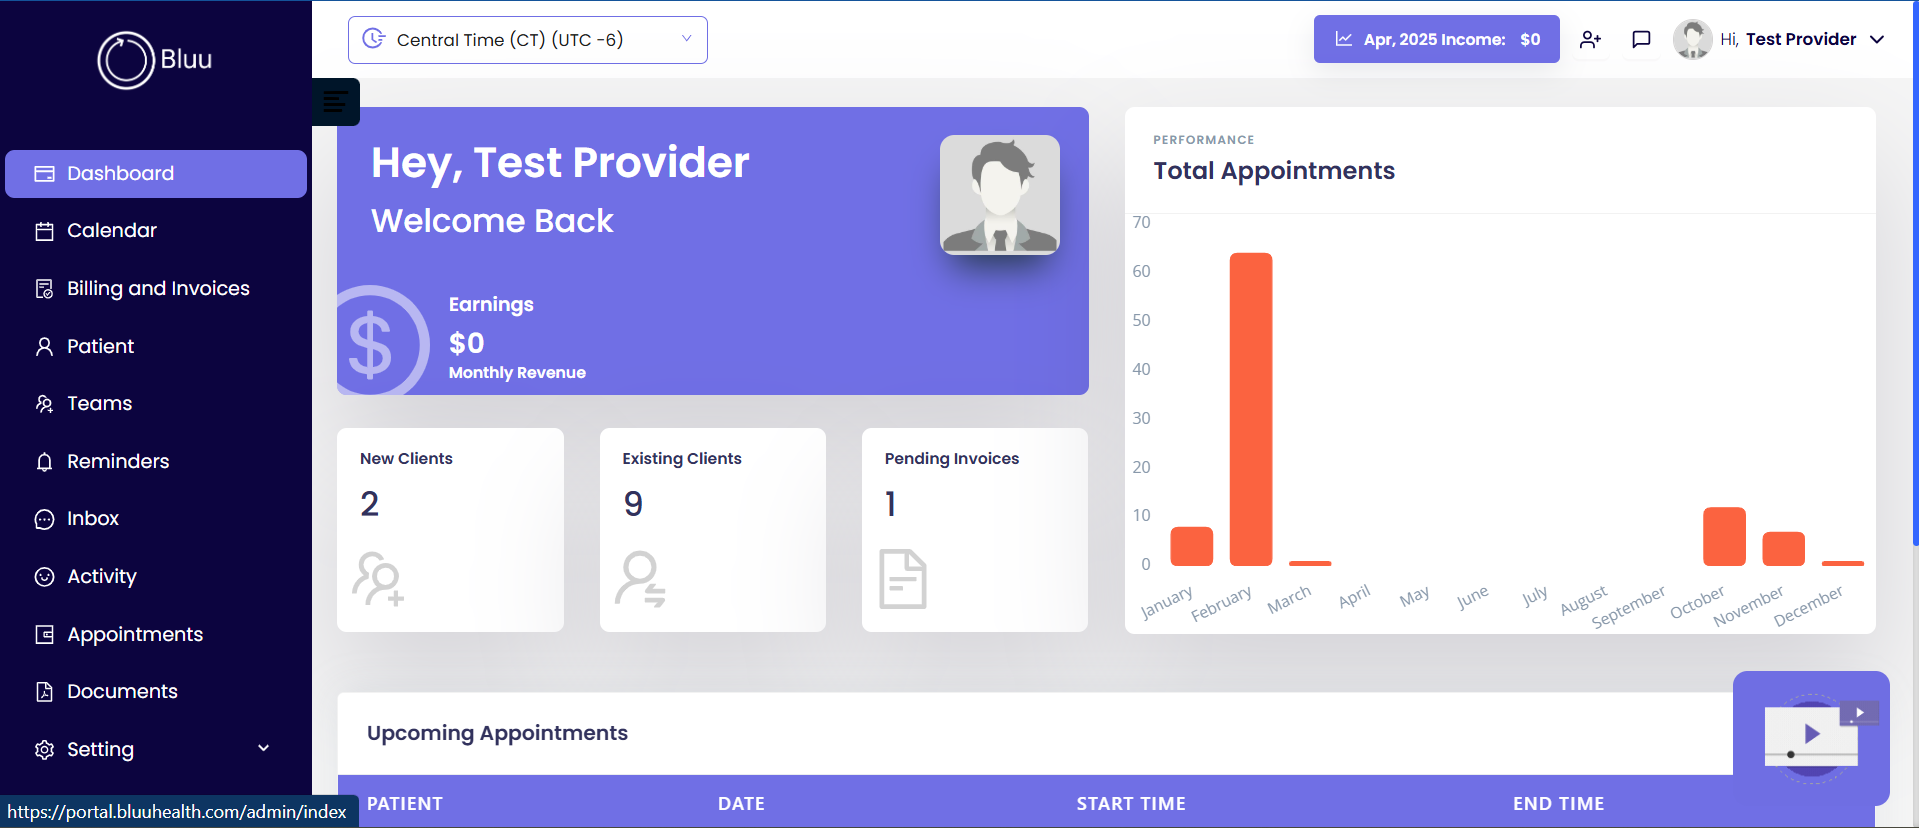 Bluu
Central Time (CT) (UTC -6)
Apr, 2025 Income: $0
Hi, Test Provider
Dashboard
Calendar
Billing and Invoices
Patient
Teams
Reminders
Inbox
Activity
Appointments
Documents
Setting
https://portal.bluuhealth.com/admin/index
Hey, Test Provider
Welcome Back
$
Earnings
$0
Monthly Revenue
New Clients
2
Existing Clients
9
Pending Invoices
1
PERFORMANCE
Total Appointments
70
60
50
40
30
20
10
0
January February March April May June July August September October November December
Upcoming Appointments
PATIENT DATE START TIME END TIME